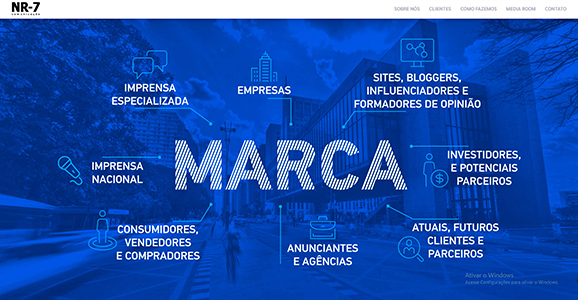 NR-7
COMUNICAÇÃO
SOBRE NÓS
CLIENTES
COMO FAZEMOS
MEDIA ROOM
CONTATO
IMPRENSA
ESPECIALIZADA
EMPRESAS
SITES, BLOGGERS,
INFLUENCIADORES E
FORMADORES DE OPINIÃO
MARCA
IMPRENSA
NACIONAL
INVESTIDORES,
E POTENCIAIS
PARCEIROS
CONSUMIDORES,
VENDEDORES
E COMPRADORES
ANUNCIANTES
E AGÊNCIAS
ATUAIS, FUTUROS
CLIENTES E
PARCEIROS
Ativar o Windows
Acesse Configurações para ativar o Windows.